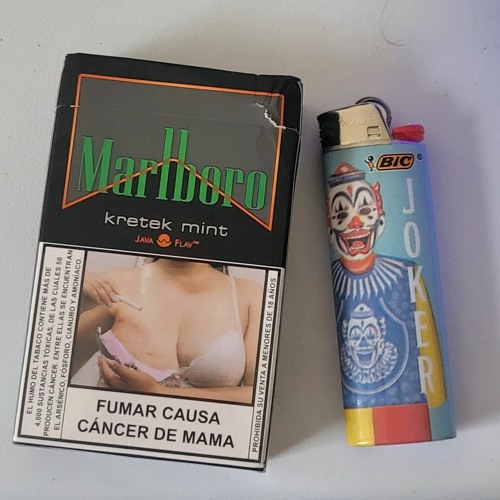 Marlboro
kretek mint
JAVA FLAV™
EL HUMO DEL TABACO CONTIENE MÁS DE
4,000 SUSTANCIAS TÓXICAS, DE LAS CUALES 50
PRODUCEN CÁNCER, ENTRE ELLAS SE ENCUENTRAN
EL ARSÉNICO, FÓSFORO, CIANURO Y AMONÍACO.
FUMAR CAUSA
CÁNCER DE MAMA
PROHIBIDA SU VENTA A MENORES DE 18 AÑOS
BIC®
JOKER